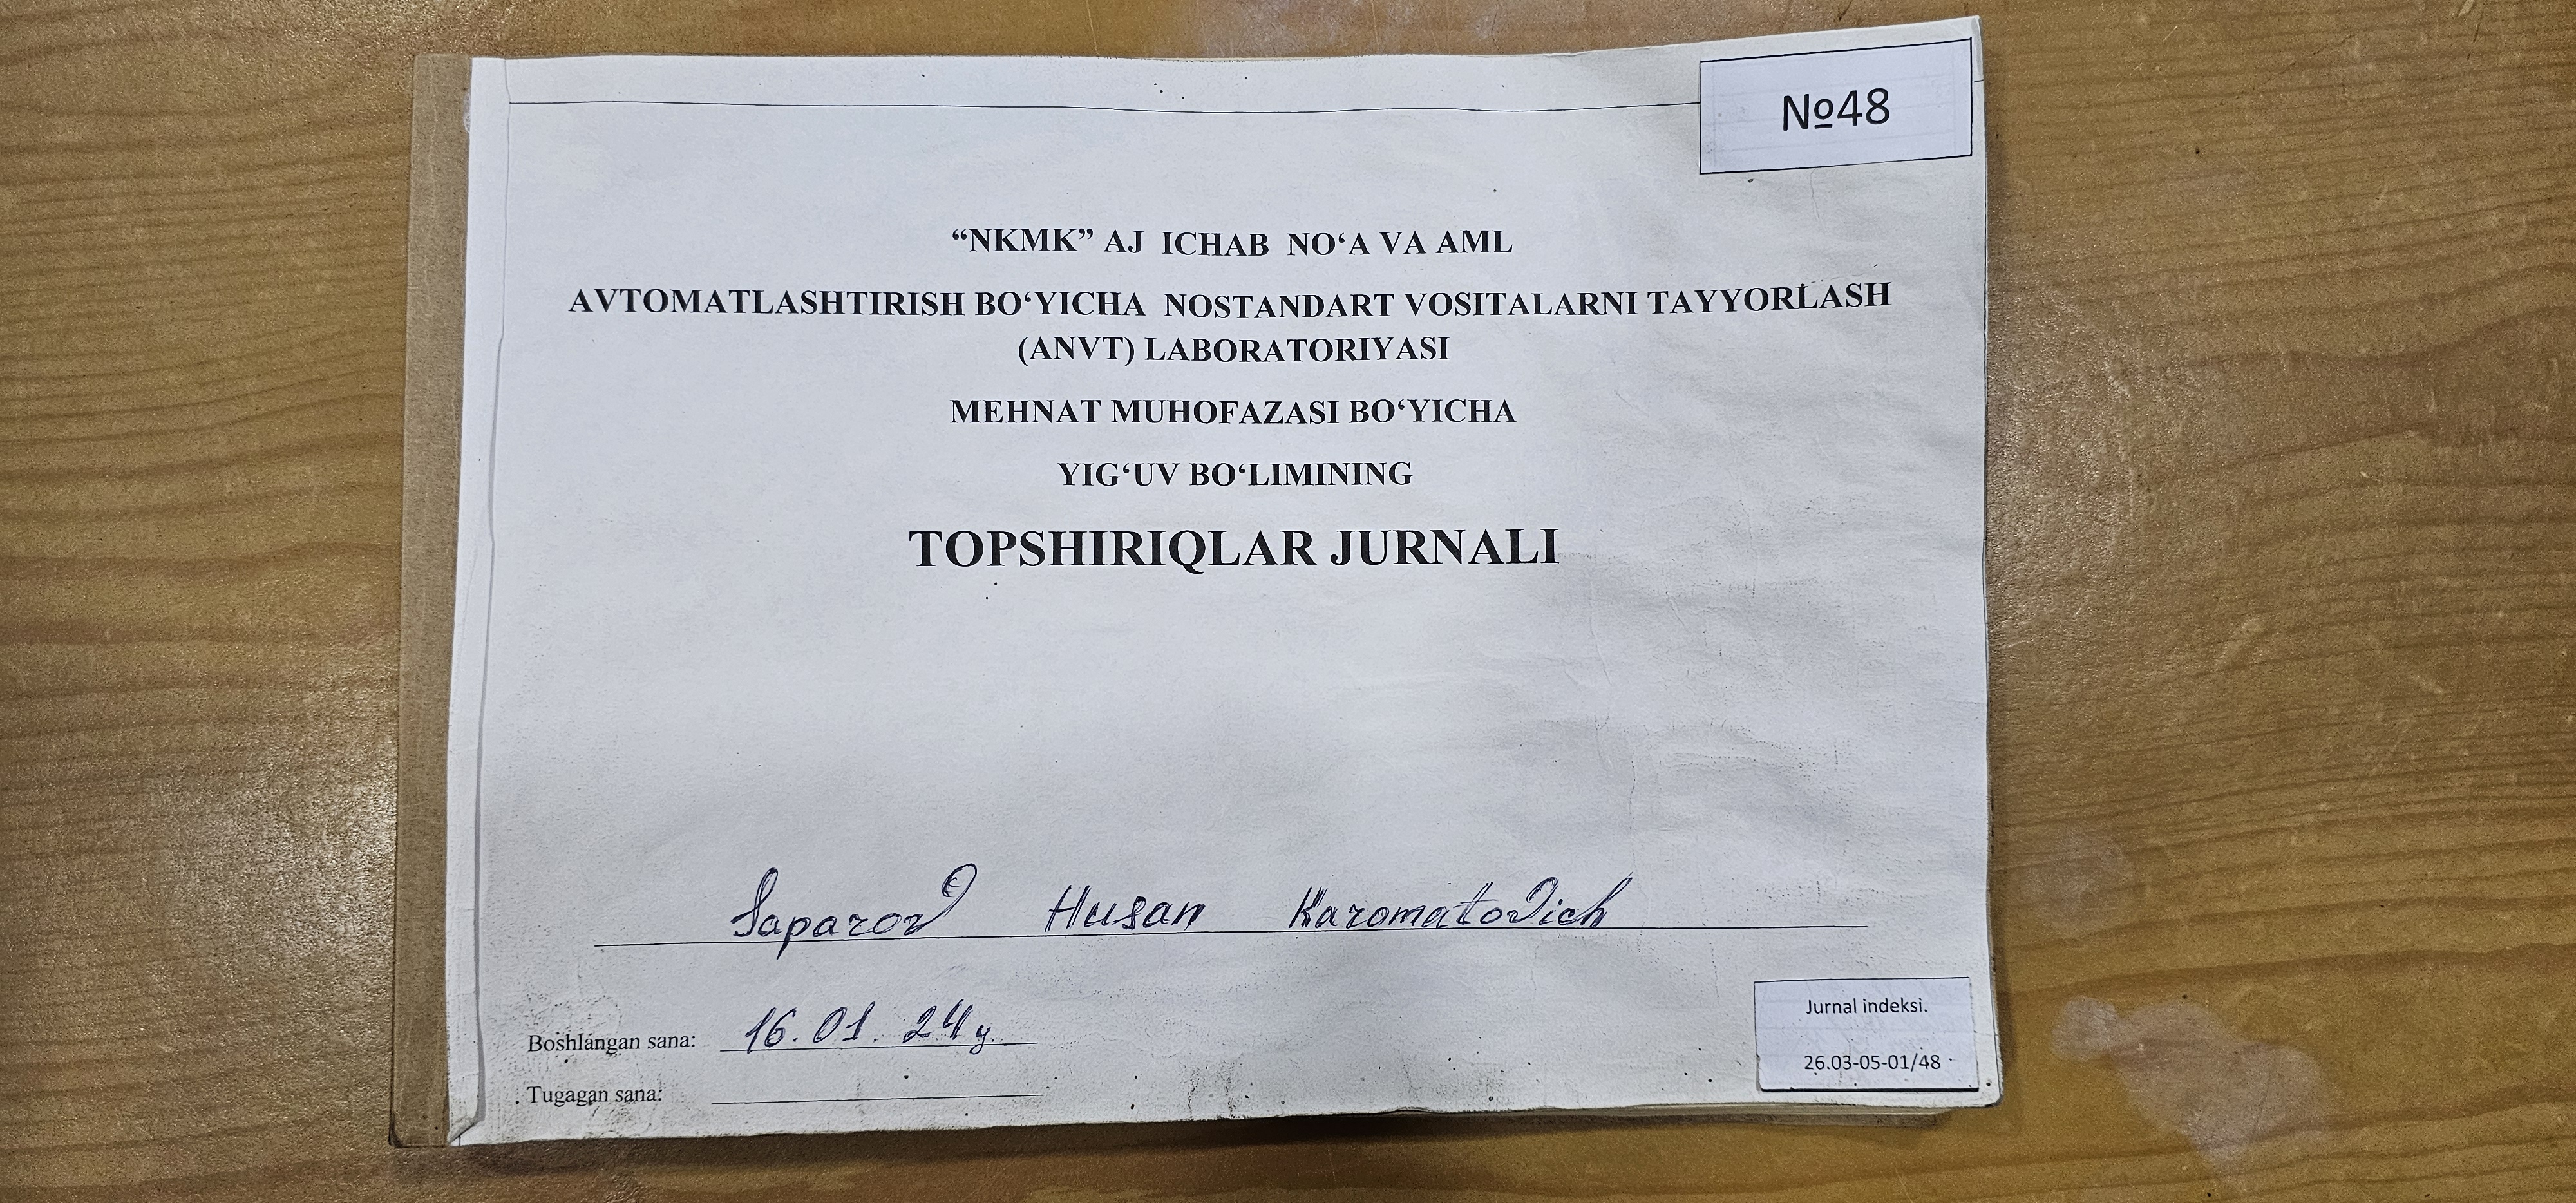 №48
“NKMK” AJ ICHAB NO‘A VA AML
AVTOMATLASHTIRISH BO‘YICHA NOSTANDART VOSITALARNI TAYYORLASH
(ANVT) LABORATORIYASI
MEHNAT MUHOFAZASI BO‘YICHA
YIG‘UV BO‘LIMINING
TOPSHIRIQLAR JURNALI
Saparov Husan Karomatovich
Boshlangan sana: 16.01.24 y.
Tugagan sana:
Jurnal indeksi.
26.03-05-01/48